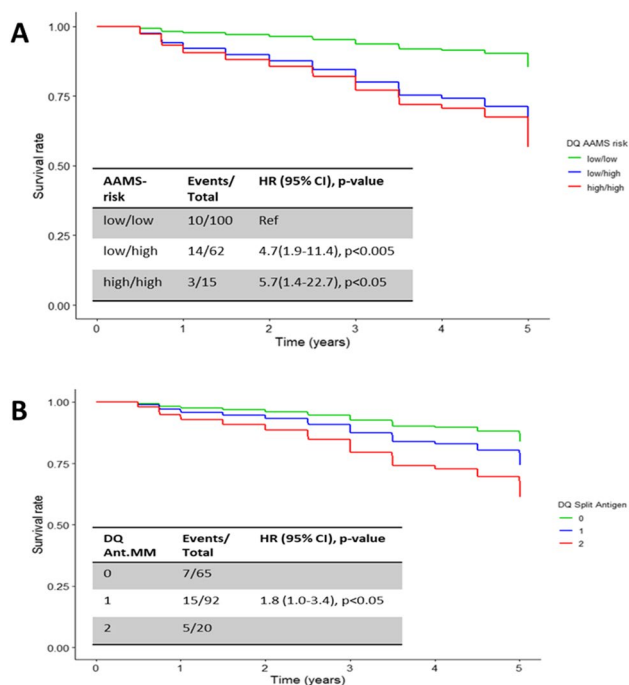 A
1.00
0.75
0.50
0.25
0.00
Survival rate
AAMS-risk Events/Total HR (95% CI), p-value
low/low 10/100 Ref
low/high 14/62 4.7(1.9-11.4), p<0.005
high/high 3/15 5.7(1.4-22.7), p<0.05
DQ AAMS risk
low/low
low/high
high/high
0 1 2 3 4 5
Time (years)
B
1.00
0.75
0.50
0.25
0.00
Survival rate
DQ Ant.MM Events/Total HR (95% CI), p-value
0 7/65
1 15/92 1.8 (1.0-3.4), p<0.05
2 5/20
DQ Split Antigen
0
1
2
0 1 2 3 4 5
Time (years)